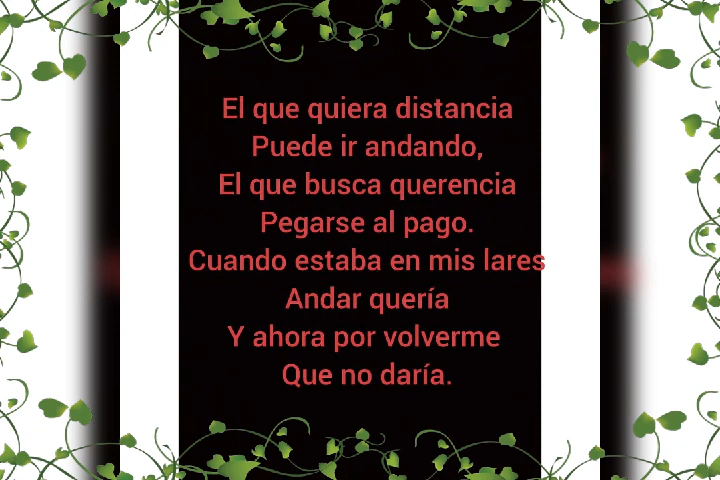 El que quiera distancia
Puede ir andando,
El que busca querencia
Pegarse al pago.
Cuando estaba en mis lares
Andar quería
Y ahora por volverme
Que no daría.